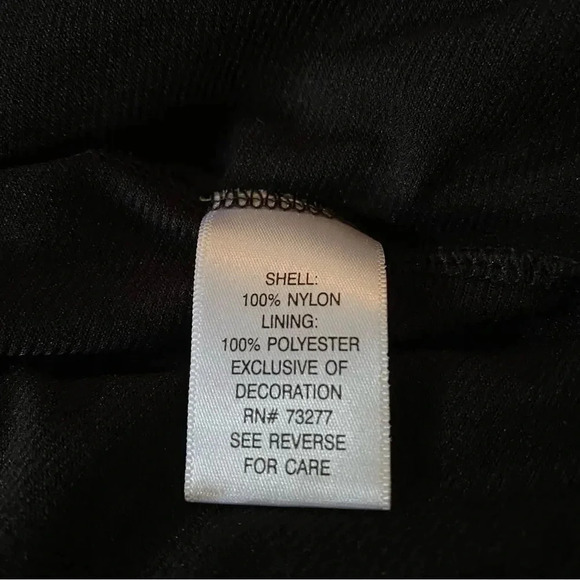 SHELL:
100% NYLON
LINING:
100% POLYESTER
EXCLUSIVE OF
DECORATION
RN# 73277
SEE REVERSE
FOR CARE